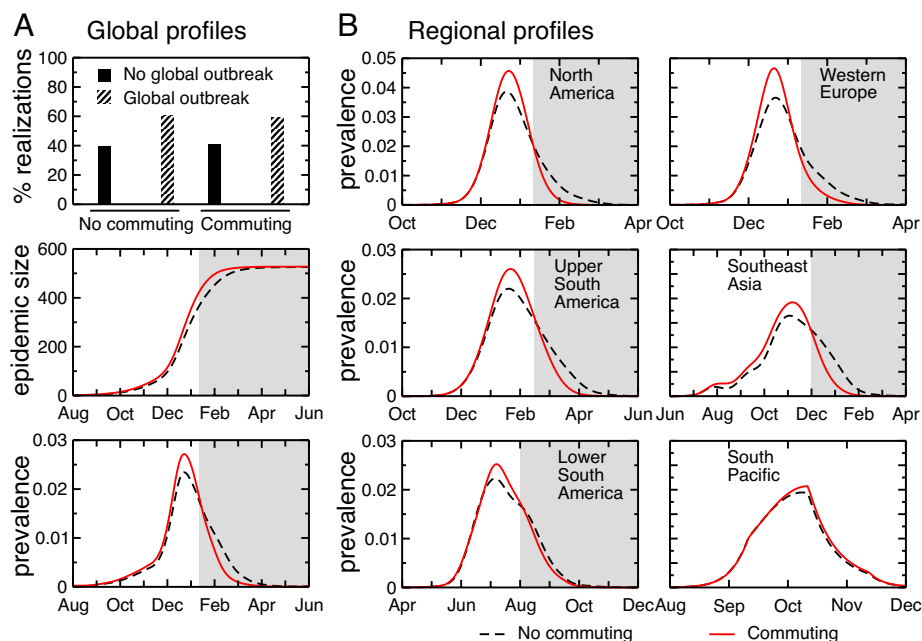 A Global profiles
B Regional profiles
% realizations
100
80
60
40
20
0
No global outbreak
Global outbreak
No commuting
Commuting
epidemic size
600
400
200
0
Aug Oct Dec Feb Apr Jun
prevalence
0.03
0.02
0.01
0
Aug Oct Dec Feb Apr Jun
prevalence
0.05
0.04
0.03
0.02
0.01
0
North
America
Oct Dec Feb Apr
Western
Europe
Oct Dec Feb Apr
prevalence
0.03
0.02
0.01
0
Upper
South
America
Oct Dec Feb Apr Jun
Southeast
Asia
Jun Aug Oct Dec Feb Apr
prevalence
0.03
0.02
0.01
0
Lower
South
America
Apr Jun Aug Oct Dec
South
Pacific
Aug Sep Oct Nov Dec
No commuting
Commuting